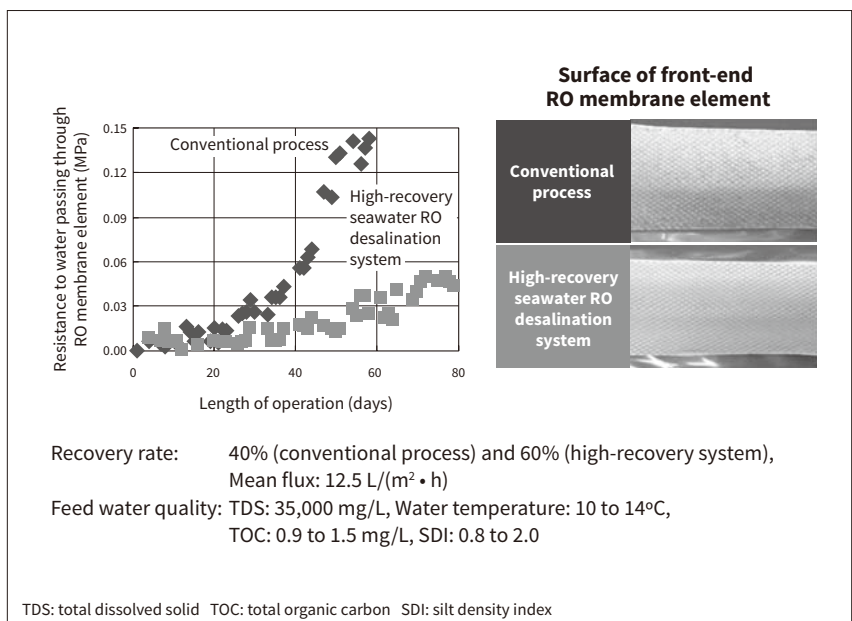 Surface of front-end
RO membrane element
Resistance to water passing through
RO membrane element (MPa)
0.15
0.12
0.09
0.06
0.03
0.00
0
20
40
60
80
Conventional process
High-recovery
seawater RO
desalination
system
Length of operation (days)
Conventional
process
High-recovery
seawater RO
desalination
system
Recovery rate: 40% (conventional process) and 60% (high-recovery system),
Mean flux: 12.5 L/(m² • h)
Feed water quality: TDS: 35,000 mg/L, Water temperature: 10 to 14ºC,
TOC: 0.9 to 1.5 mg/L, SDI: 0.8 to 2.0
TDS: total dissolved solid TOC: total organic carbon SDI: silt density index